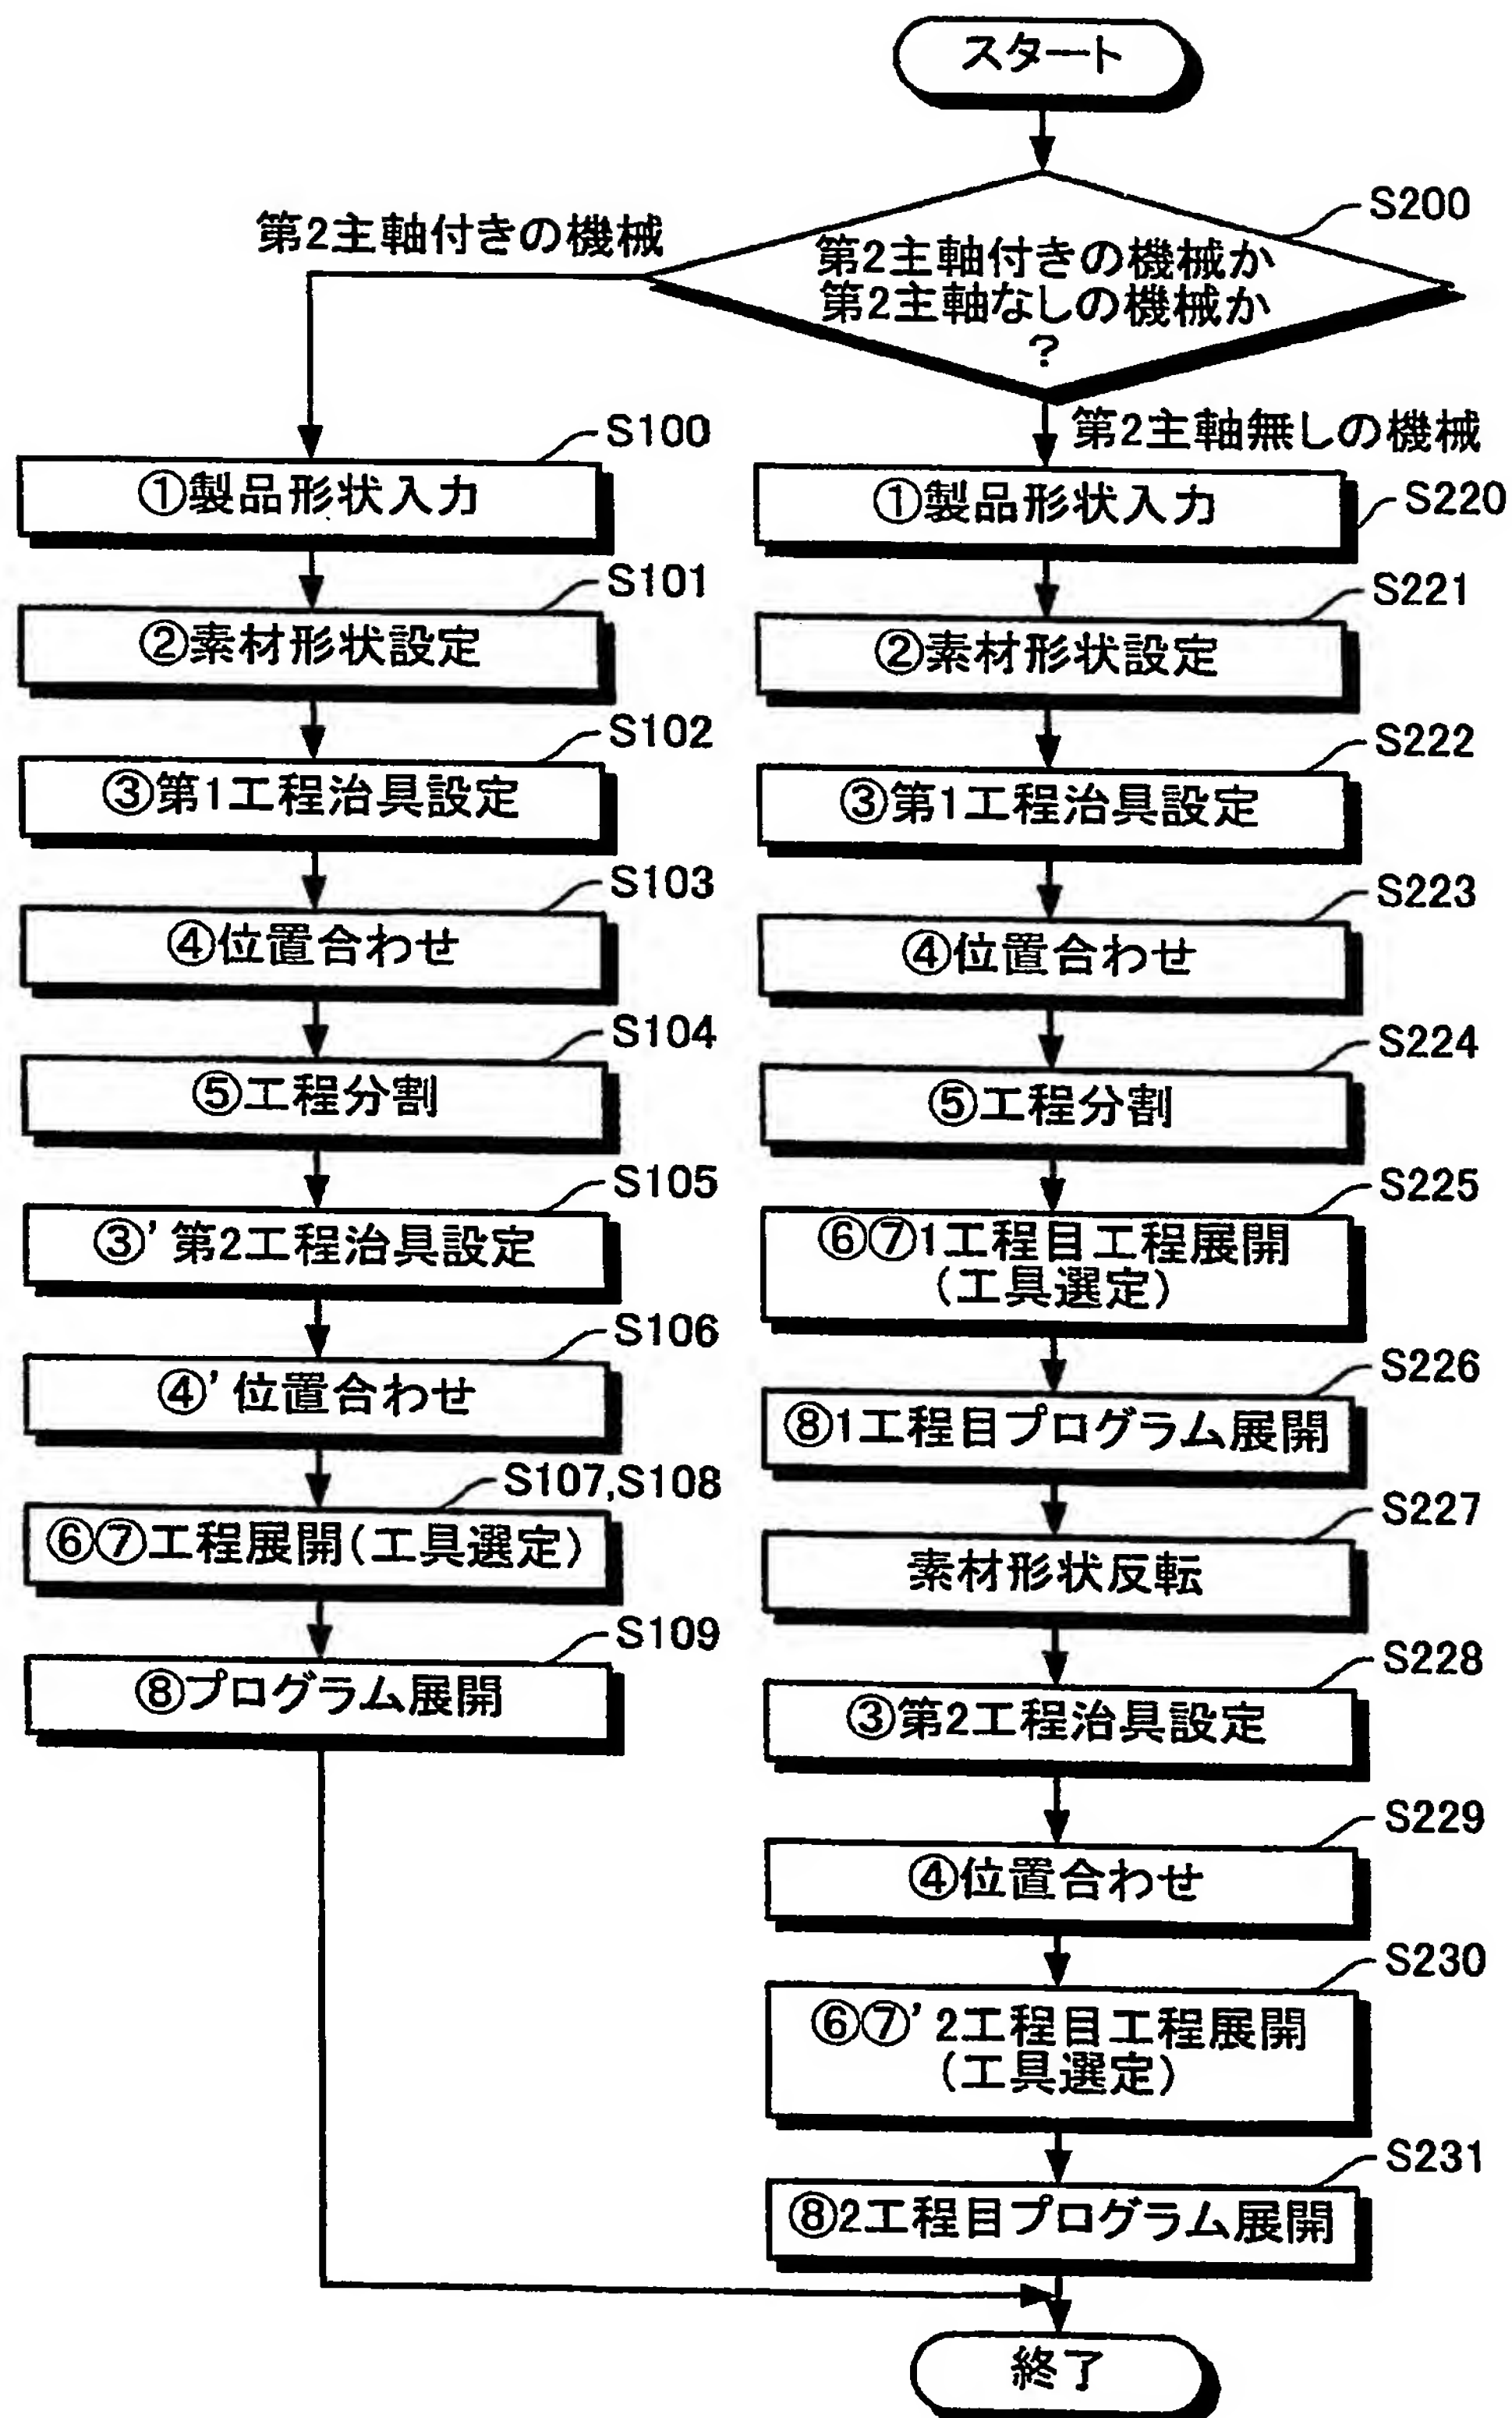 スタート
S200
第2主軸付きの機械か
第2主軸なしの機械か
?
第2主軸付きの機械
第2主軸無しの機械
S100
①製品形状入力
S101
②素材形状設定
S102
③第1工程治具設定
S103
④位置合わせ
S104
⑤工程分割
S105
③'第2工程治具設定
S106
④'位置合わせ
S107,S108
⑥⑦工程展開(工具選定)
S109
⑧プログラム展開
S220
①製品形状入力
S221
②素材形状設定
S222
③第1工程治具設定
S223
④位置合わせ
S224
⑤工程分割
S225
⑥⑦1工程目工程展開
(工具選定)
S226
⑧1工程目プログラム展開
S227
素材形状反転
S228
③第2工程治具設定
S229
④位置合わせ
S230
⑥⑦'2工程目工程展開
(工具選定)
S231
⑧2工程目プログラム展開
終了